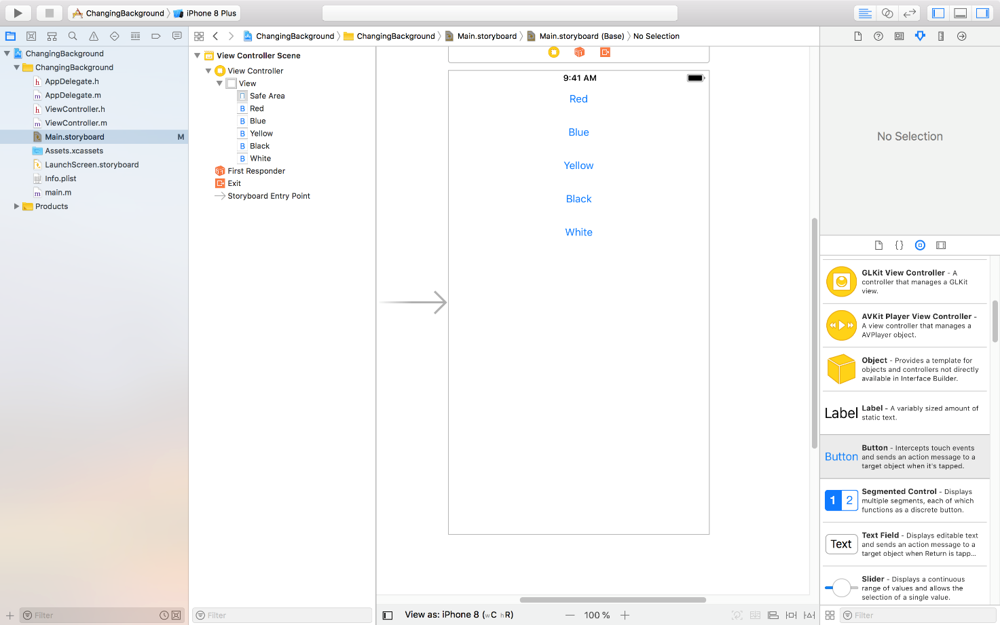 ChangingBackground
iPhone 8 Plus
ChangingBackground
ChangingBackground
Main.storyboard
Main.storyboard (Base)
No Selection
ChangingBackground
ChangingBackground
h AppDelegate.h
m AppDelegate.m
h ViewController.h
m ViewController.m
Main.storyboard M
Assets.xcassets
LaunchScreen.storyboard
Info.plist
m main.m
Products
Filter
View Controller Scene
View Controller
View
Safe Area
B Red
B Blue
B Yellow
B Black
B White
First Responder
Exit
Storyboard Entry Point
Filter
9:41 AM
Red
Blue
Yellow
Black
White
View as: iPhone 8 (wC hR)
100 %
No Selection
{}
GLKit View Controller - A
controller that manages a GLKit
view.
AVKit Player View Controller -
A view controller that manages a
AVPlayer object.
Object - Provides a template for
objects and controllers not directly
available in Interface Builder.
Label
Label - A variably sized amount of
static text.
Button
Button - Intercepts touch events
and sends an action message to a
target object when it's tapped.
1 2
Segmented Control - Displays
multiple segments, each of which
functions as a discrete button.
Text
Text Field - Displays editable text
and sends an action message to a
target object when Return is tapp...
Slider - Displays a continuous
range of values and allows the
selection of a single value.
Filter